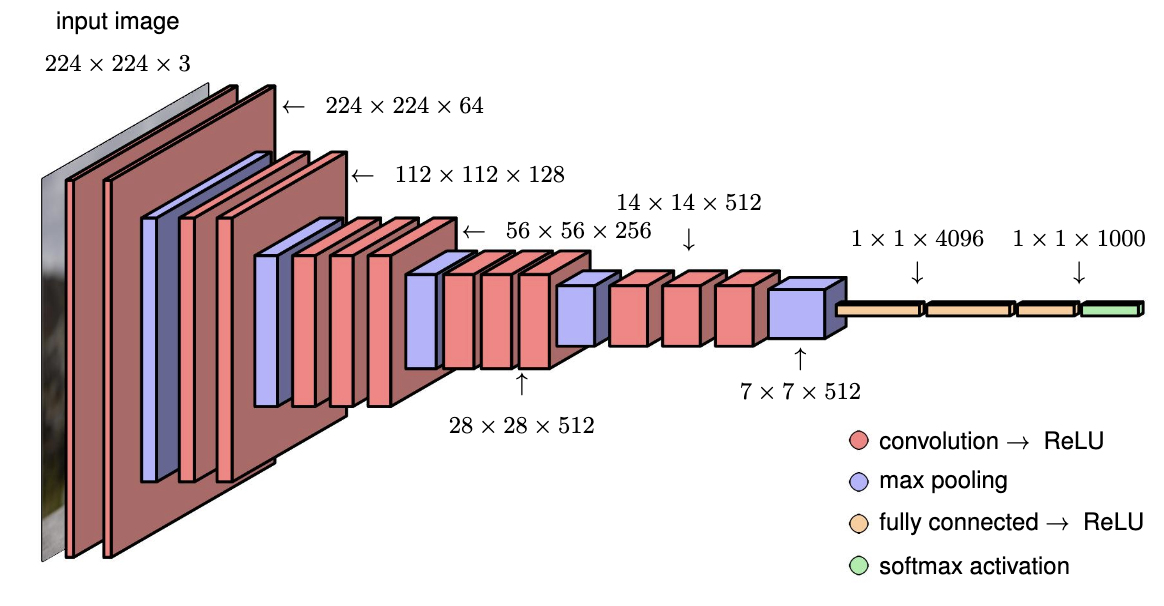 input image
224 × 224 × 3
← 224 × 224 × 64
← 112 × 112 × 128
← 56 × 56 × 256
14 × 14 × 512
↓
1 × 1 × 4096
↓
1 × 1 × 1000
↓
↑
28 × 28 × 512
↑
7 × 7 × 512
convolution → ReLU
max pooling
fully connected → ReLU
softmax activation